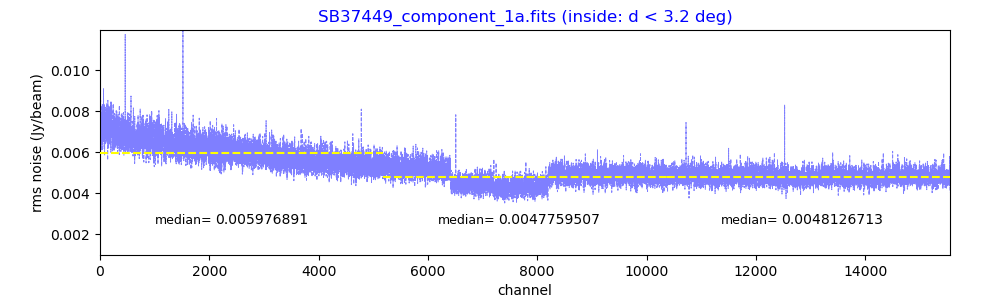 SB37449_component_1a.fits (inside: d < 3.2 deg)
rms noise (Jy/beam)
0.010
0.008
0.006
0.004
0.002
median= 0.005976891
median= 0.0047759507
median= 0.0048126713
0 2000 4000 6000 8000 10000 12000 14000
channel